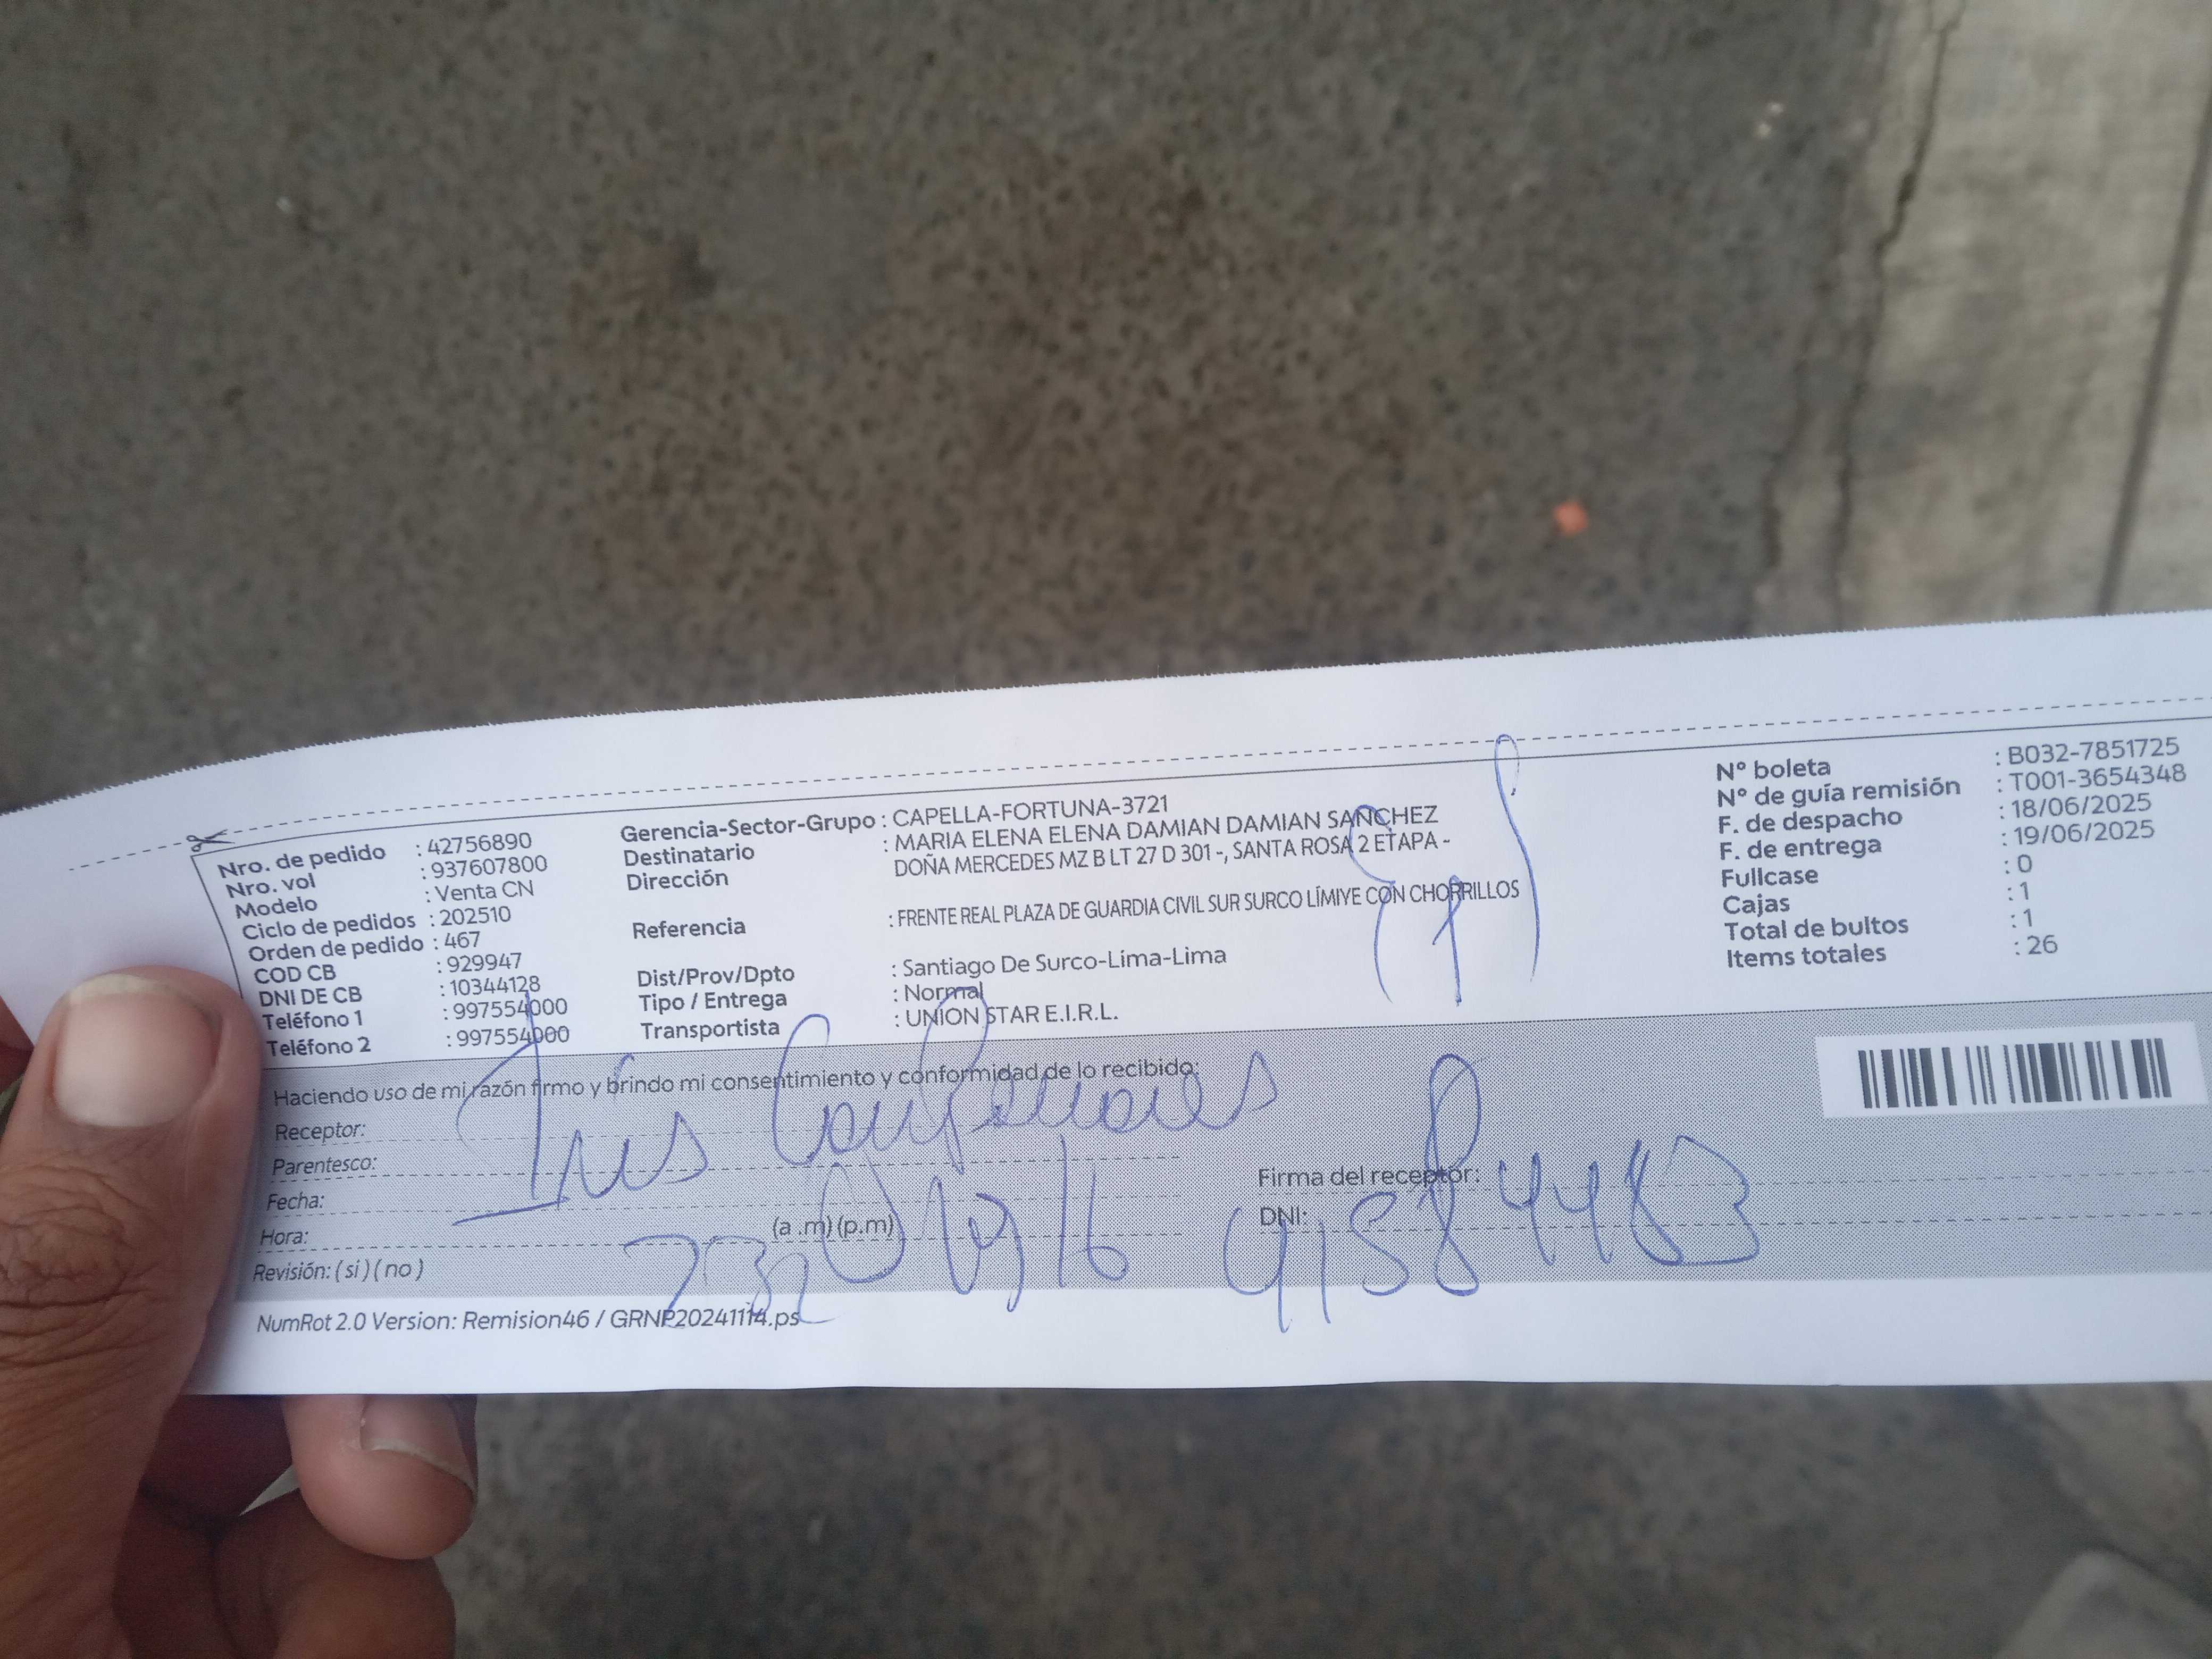 Nro. de pedido : 42756890
Nro. vol : 937607800
Modelo : Venta CN
Ciclo de pedidos : 202510
Orden de pedido : 467
COD CB : 929947
DNI DE CB : 10344128
Teléfono 1 : 997554000
Teléfono 2 : 997554000
Gerencia-Sector-Grupo : CAPELLA-FORTUNA-3721
Destinatario : MARIA ELENA ELENA DAMIAN DAMIAN SANCHEZ
Dirección DOÑA MERCEDES MZ B LT 27 D 301 -, SANTA ROSA 2 ETAPA -
Referencia : FRENTE REAL PLAZA DE GUARDIA CIVIL SUR SURCO LÍMIYE CON CHORRILLOS
Dist/Prov/Dpto : Santiago De Surco-Lima-Lima
Tipo / Entrega : Normal
Transportista : UNION STAR E.I.R.L.
Nº boleta : B032-7851725
Nº de guía remisión : T001-3654348
F. de despacho : 18/06/2025
F. de entrega : 19/06/2025
Fullcase : 0
Cajas : 1
Total de bultos : 1
Items totales : 26
Haciendo uso de mi razón firmo y brindo mi consentimiento y conformidad de lo recibido:
Receptor:
Parentesco:
Fecha:
Hora: (a .m) (p.m)
Revisión: ( si ) ( no )
Firma del receptor:
DNI:
NumRot 2.0 Version: Remision46 / GRNP20241114.ps